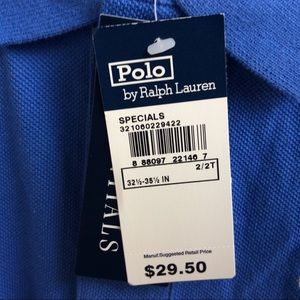 Polo
by Ralph Lauren
SPECIALS
321060229422
8 88097 22146 7
2/2T
32½-35½ IN
Manuf. Suggested Retail Price
$29.50